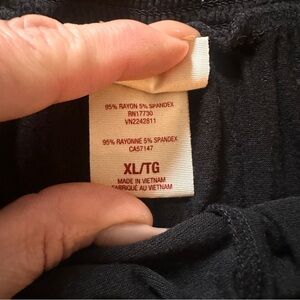 95% RAYON 5% SPANDEX
RN17730
VN2242811
95% RAYONNE 5% SPANDEX
CA57147
XL/TG
MADE IN VIETNAM
FABRIQUÉ AU VIETNAM